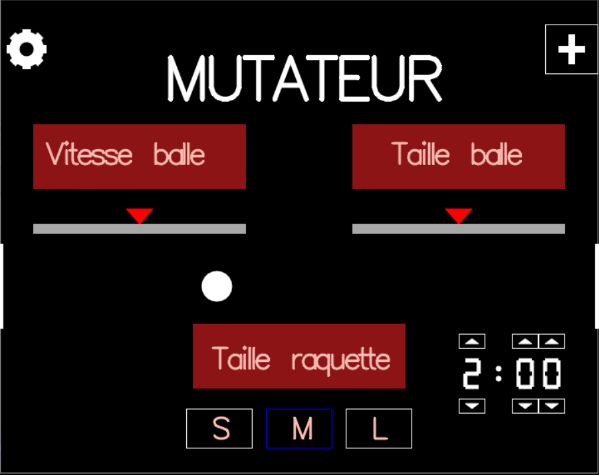 MUTATEUR
Vitesse balle
Taille balle
Taille raquette
2:00
S M L